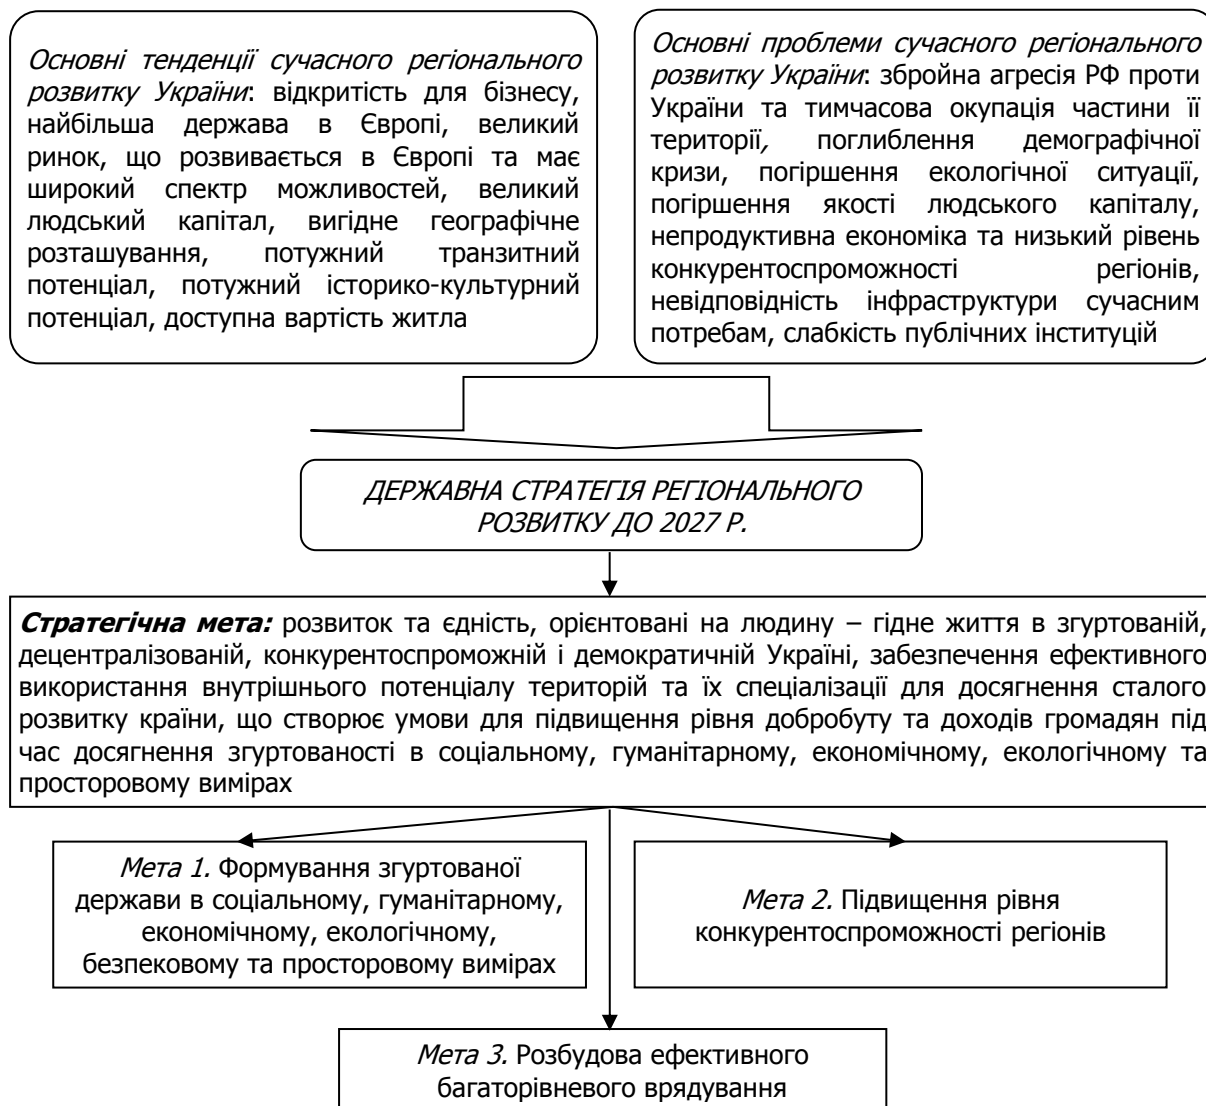 Основні тенденції сучасного регіонального
розвитку України: відкритість для бізнесу,
найбільша держава в Європі, великий
ринок, що розвивається в Європі та має
широкий спектр можливостей, великий
людський капітал, вигідне географічне
розташування, потужний транзитний
потенціал, потужний історико-культурний
потенціал, доступна вартість житла
Основні проблеми сучасного регіонального
розвитку України: збройна агресія РФ проти
України та тимчасова окупація частини її
території, поглиблення демографічної
кризи, погіршення екологічної ситуації,
погіршення якості людського капіталу,
непродуктивна економіка та низький рівень
конкурентоспроможності регіонів,
невідповідність інфраструктури сучасним
потребам, слабкість публічних інституцій
ДЕРЖАВНА СТРАТЕГІЯ РЕГІОНАЛЬНОГО
РОЗВИТКУ ДО 2027 Р.
Стратегічна мета: розвиток та єдність, орієнтовані на людину – гідне життя в згуртованій,
децентралізованій, конкурентоспроможній і демократичній Україні, забезпечення ефективного
використання внутрішнього потенціалу територій та їх спеціалізації для досягнення сталого
розвитку країни, що створює умови для підвищення рівня добробуту та доходів громадян під
час досягнення згуртованості в соціальному, гуманітарному, економічному, екологічному та
просторовому вимірах
Мета 1. Формування згуртованої
держави в соціальному, гуманітарному,
економічному, екологічному,
безпековому та просторовому вимірах
Мета 2. Підвищення рівня
конкурентоспроможності регіонів
Мета 3. Розбудова ефективного
багаторівневого врядування